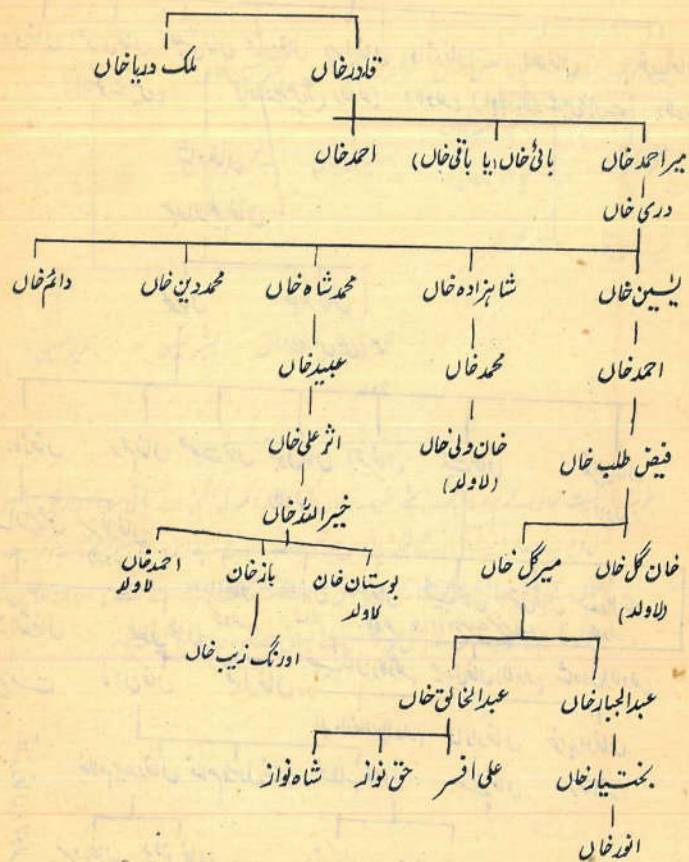 قادر خاں ملک دریا خاں
میر احمد خاں بائی خاں (یا باقی خاں) احمد خاں
دری خاں
یٰسین خاں شاہزادہ خاں محمد شاہ خاں محمد دین خاں دائم خاں
احمد خاں محمد خاں عبید خاں
فیض طلب خاں خان ولی خاں اثر علی خاں
(لاولد)
خیر اللہ خاں
خان گل خاں میر گل خاں بوستان خان باز خان احمد خاں
(لاولد) لاولد لاولد
اورنگ زیب خاں
عبدالجبار خاں عبدالخالق خاں
بختیار خاں علی افسر حق نواز شاہ نواز
انور خاں